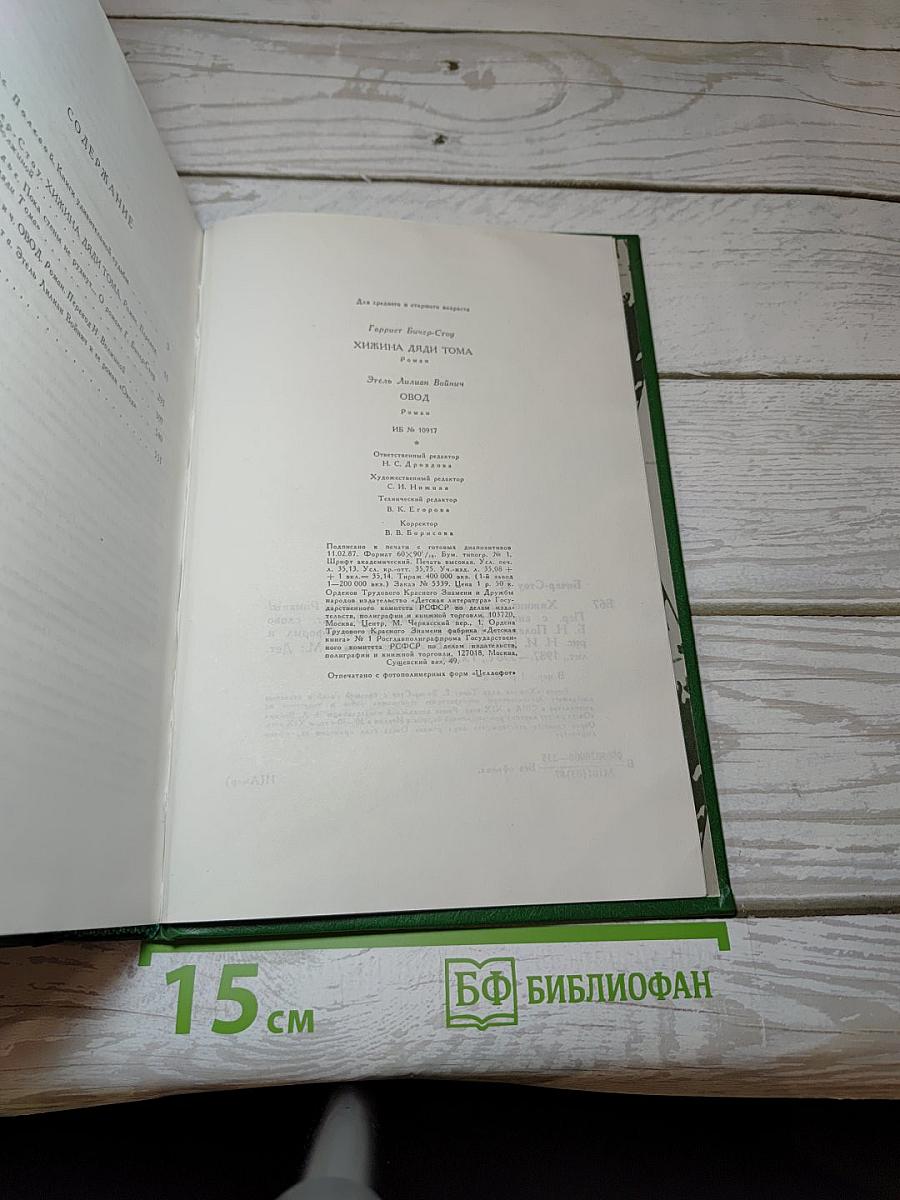 СОДЕРЖАНИЕ
Для среднего и старшего возраста
Гарриет Бичер-Стоу
ХИЖИНА ДЯДИ ТОМА
Роман
Этель Лилиан Войнич
ОВОД
Роман
ИБ № 10917
*
Ответственный редактор
Н. С. Дроздова
Художественный редактор
С. И. Нижняя
Технический редактор
В. К. Егорова
Корректор
В. В. Борисова
Подписано к печати с готовых диапозитивов
11.02.87. Формат 60×90¹/₁₆. Бум. типогр. № 1.
Шрифт академический. Печать высокая. Усл. печ.
л. 35,13. Усл. кр.-отт. 35,75. Уч.-изд. л. 35,08 +
+ 1 вкл.= 35,14. Тираж 400 000 экз. (1-й завод
1—200 000 экз.) Заказ № 5339. Цена 1 р. 50 к.
Орденов Трудового Красного Знамени и Дружбы
народов издательство «Детская литература» Госу-
дарственного комитета РСФСР по делам изда-
тельств, полиграфии и книжной торговли, 103720,
Москва, Центр, М. Черкасский пер., 1. Ордена
Трудового Красного Знамени фабрика «Детская
книга» № 1 Росглавполиграфпрома Государствен-
ного комитета РСФСР по делам издательств,
полиграфии и книжной торговли. 127018, Москва,
Сущевский вал, 49.
Отпечатано с фотополимерных форм «Целлофот»
15 см
БФ БИБЛИОФАН